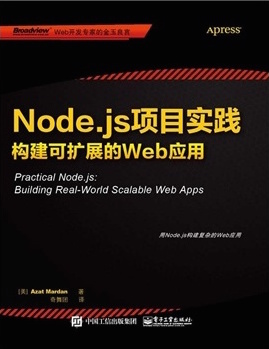 Broadview Web开发专家的金玉良言
Apress®
Node.js项目实践
构建可扩展的Web应用
Practical Node.js:
Building Real-World Scalable Web Apps
用Node.js构建复杂的Web应用
[美] Azat Mardan 著
奇舞团 译
中国工信出版集团
电子工业出版社